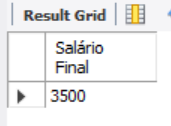 Result Grid
Salário
Final
3500